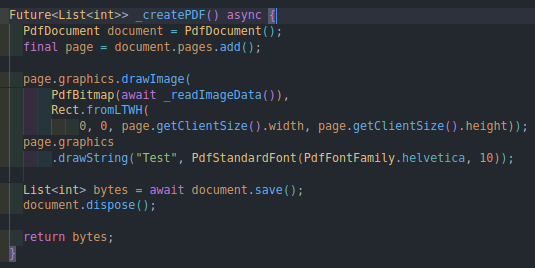 Future<List<int>> _createPDF() async {
PdfDocument document = PdfDocument();
final page = document.pages.add();
page.graphics.drawImage(
PdfBitmap(await _readImageData()),
Rect.fromLTWH(
0, 0, page.getClientSize().width, page.getClientSize().height));
page.graphics
.drawString("Test", PdfStandardFont(PdfFontFamily.helvetica, 10));
List<int> bytes = await document.save();
document.dispose();
return bytes;
}